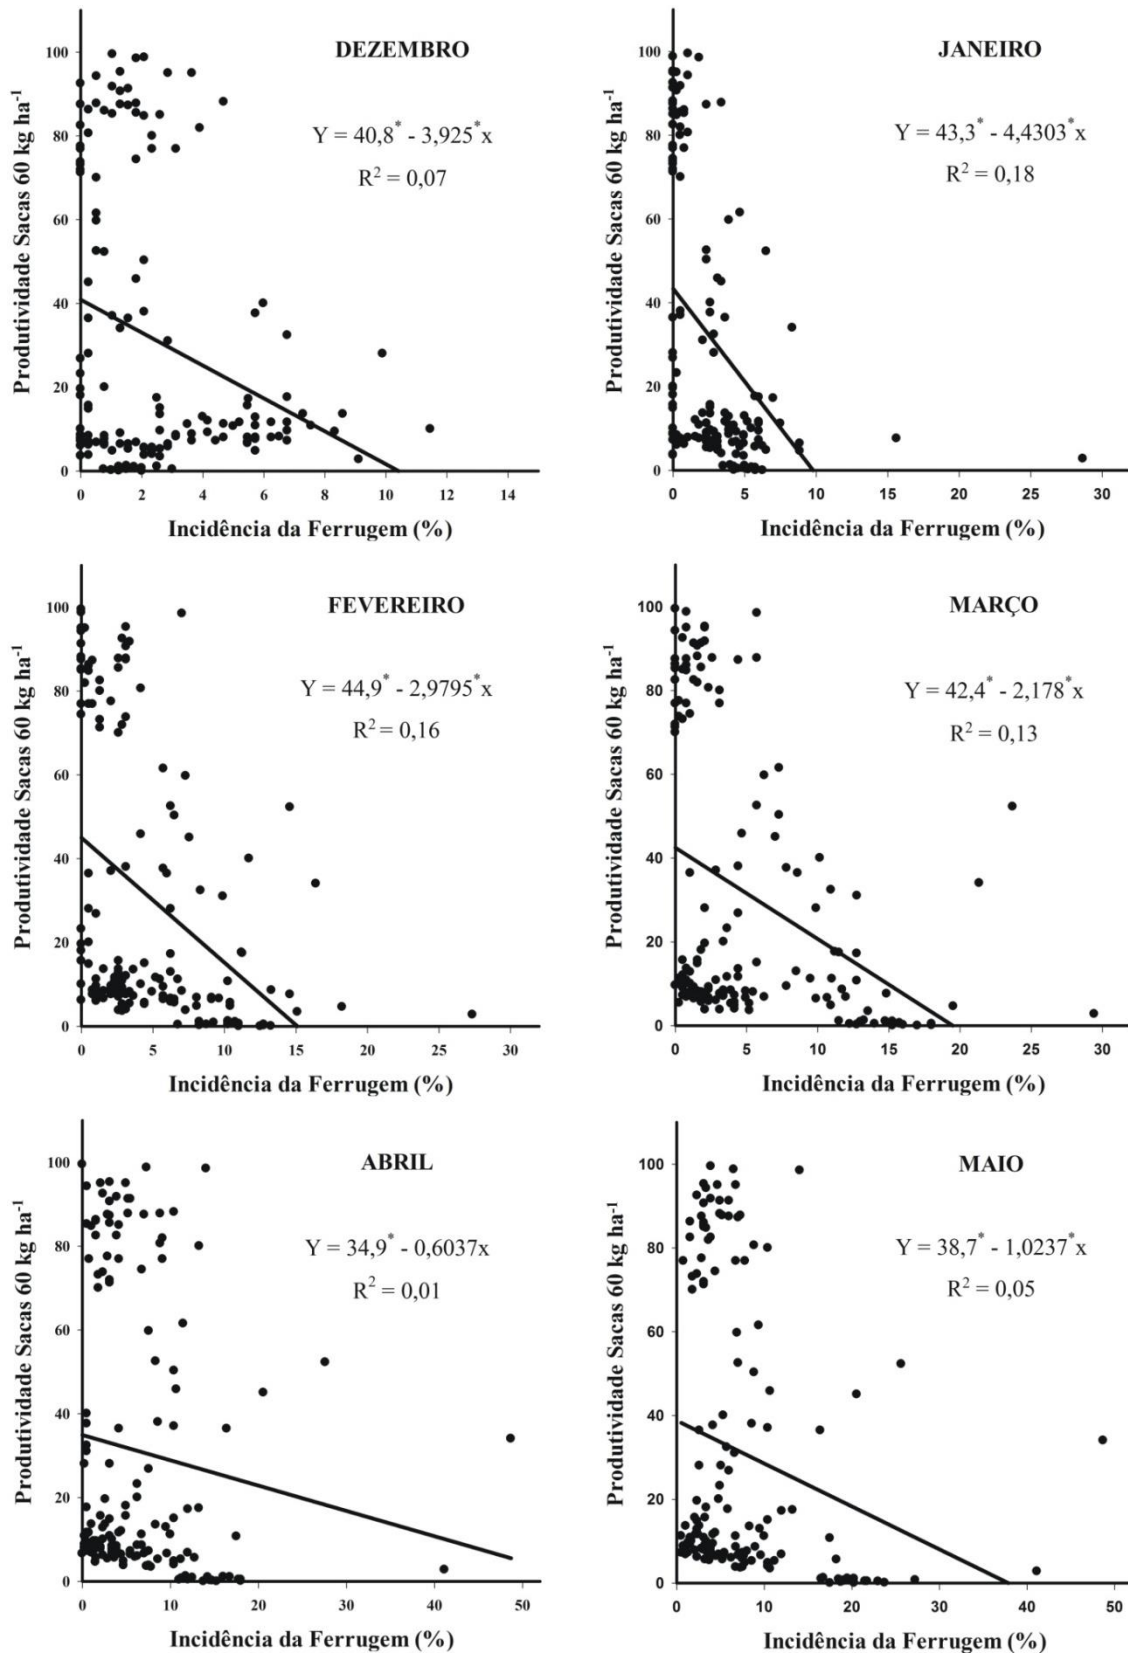 DEZEMBRO
Y = 40,8* - 3,925*x
R² = 0,07
Produtividade Sacas 60 kg ha⁻¹
100
80
60
40
20
0
0 2 4 6 8 10 12 14
Incidência da Ferrugem (%)
JANEIRO
Y = 43,3* - 4,4303*x
R² = 0,18
Produtividade Sacas 60 kg ha⁻¹
100
80
60
40
20
0
0 5 10 15 20 25 30
Incidência da Ferrugem (%)
FEVEREIRO
Y = 44,9* - 2,9795*x
R² = 0,16
Produtividade Sacas 60 kg ha⁻¹
100
80
60
40
20
0
0 5 10 15 20 25 30
Incidência da Ferrugem (%)
MARÇO
Y = 42,4* - 2,178*x
R² = 0,13
Produtividade Sacas 60 kg ha⁻¹
100
80
60
40
20
0
0 5 10 15 20 25 30
Incidência da Ferrugem (%)
ABRIL
Y = 34,9* - 0,6037x
R² = 0,01
Produtividade Sacas 60 kg ha⁻¹
100
80
60
40
20
0
0 10 20 30 40 50
Incidência da Ferrugem (%)
MAIO
Y = 38,7* - 1,0237*x
R² = 0,05
Produtividade Sacas 60 kg ha⁻¹
100
80
60
40
20
0
0 10 20 30 40 50
Incidência da Ferrugem (%)